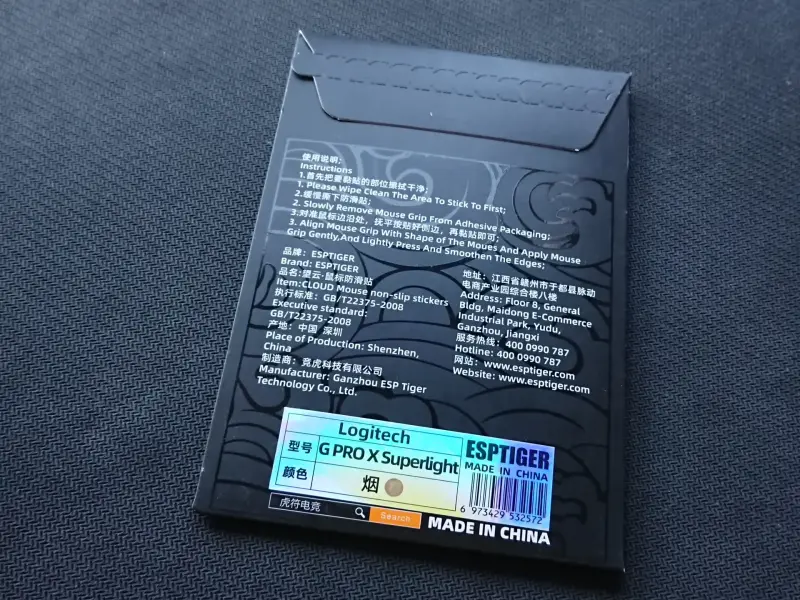 使用说明:
Instructions
1.首先把要黏贴的部位擦拭干净;
1. Please Wipe Clean The Area To Stick To First;
2.缓慢撕下防滑贴;
2. Slowly Remove Mouse Grip From Adhesive Packaging;
3.对准鼠标边沿处，抚平按贴好侧边，再黏贴即可;
3. Align Mouse Grip With Shape of The Moues And Apply Mouse
Grip Gently,And Lightly Press And Smoothen The Edges;
品牌：ESPTIGER
Brand: ESPTIGER
品名:望云·鼠标防滑贴
Item:CLOUD Mouse non-slip stickers
执行标准：GB/T22375-2008
Executive standard:
GB/T22375-2008
产地：中国 深圳
Place of Production: Shenzhen,
China
制造商：竞虎科技有限公司
Manufacturer: Ganzhou ESP Tiger
Technology Co., Ltd.
地址：江西省赣州市于都县脉动
电商产业园综合楼八楼
Address: Floor 8, General
Bldg, Maidong E-Commerce
Industrial Park, Yudu,
Ganzhou, Jiangxi
服务热线：400 0990 787
Hotline: 400 0990 787
网站：www.esptiger.com
Website: www.esptiger.com
Logitech
型号 G PRO X Superlight
颜色 烟
ESPTIGER
MADE IN CHINA
6 973429 532572
虎符电竞
Search
MADE IN CHINA